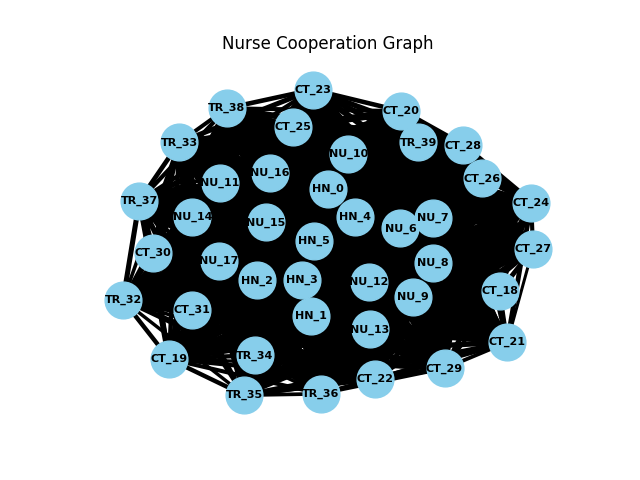 Nurse Cooperation Graph
CT_23
TR_38
CT_20
CT_25
TR_33
TR_39
CT_28
NU_10
NU_16
CT_26
NU_11
HN_0
TR_37
CT_24
NU_14
HN_4
NU_7
NU_15
NU_6
HN_5
CT_27
CT_30
NU_17
NU_8
HN_2
HN_3
NU_12
CT_18
NU_9
TR_32
CT_31
HN_1
NU_13
CT_21
TR_34
CT_19
CT_29
CT_22
TR_36
TR_35